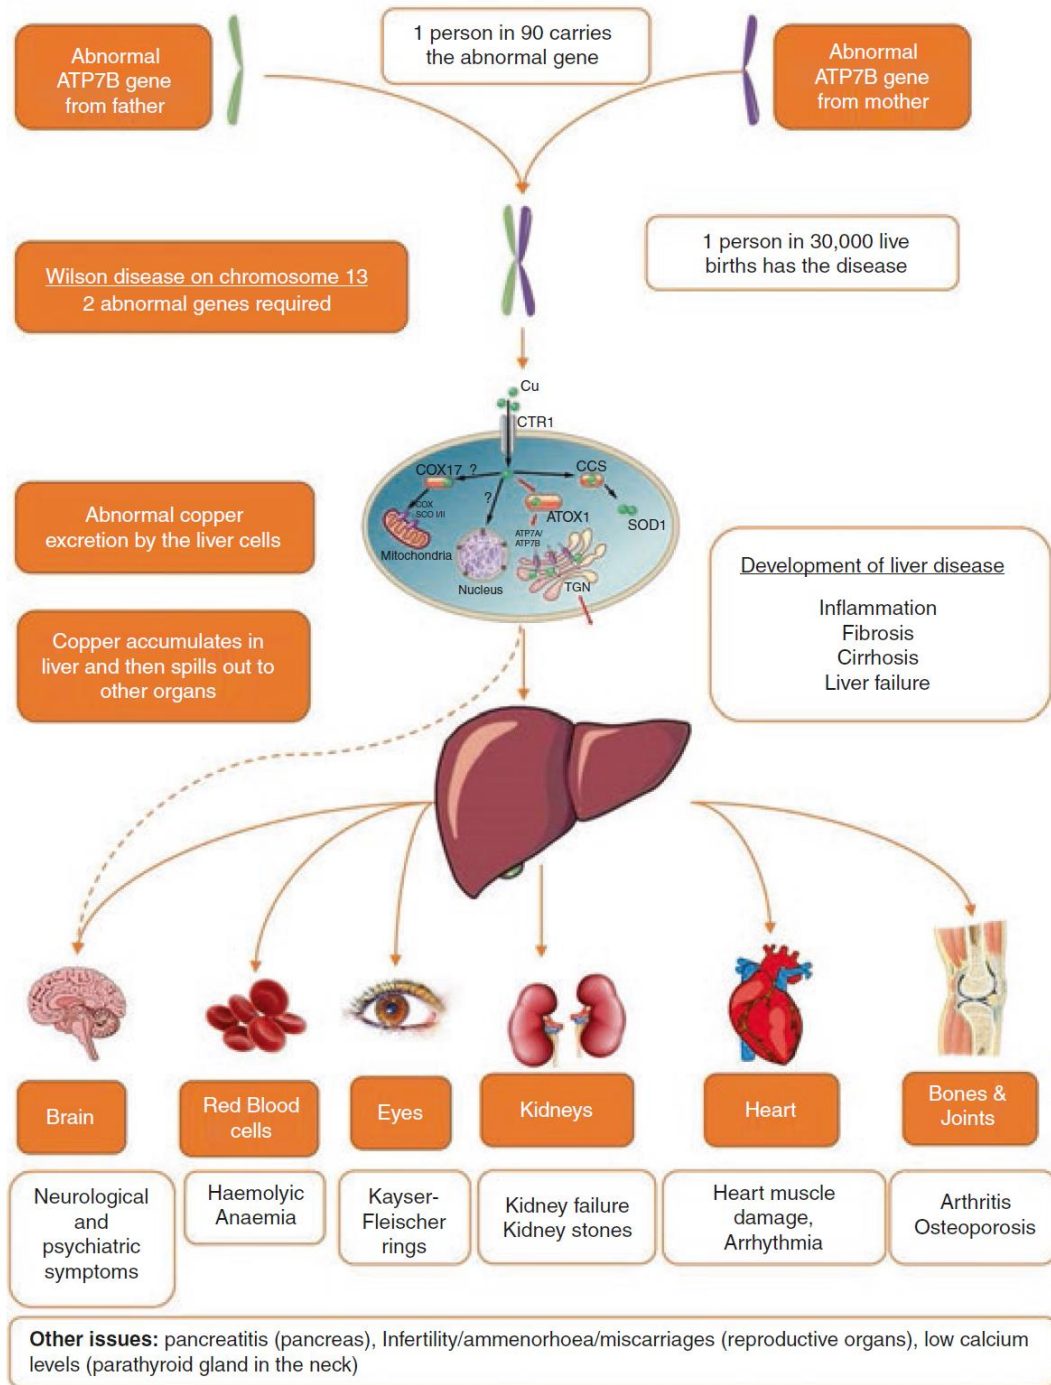 Abnormal
ATP7B gene
from father
1 person in 90 carries
the abnormal gene
Abnormal
ATP7B gene
from mother
Wilson disease on chromosome 13
2 abnormal genes required
1 person in 30,000 live
births has the disease
Cu
CTR1
COX17 ?
CCS
?
COX
SCO I/II
ATOX1
SOD1
ATP7A/
ATP7B
Mitochondria
Nucleus
TGN
Abnormal copper
excretion by the liver cells
Copper accumulates in
liver and then spills out to
other organs
Development of liver disease
Inflammation
Fibrosis
Cirrhosis
Liver failure
Brain
Red Blood
cells
Eyes
Kidneys
Heart
Bones &
Joints
Neurological
and
psychiatric
symptoms
Haemolyic
Anaemia
Kayser-
Fleischer
rings
Kidney failure
Kidney stones
Heart muscle
damage,
Arrhythmia
Arthritis
Osteoporosis
Other issues: pancreatitis (pancreas), Infertility/ammenorhoea/miscarriages (reproductive organs), low calcium
levels (parathyroid gland in the neck)